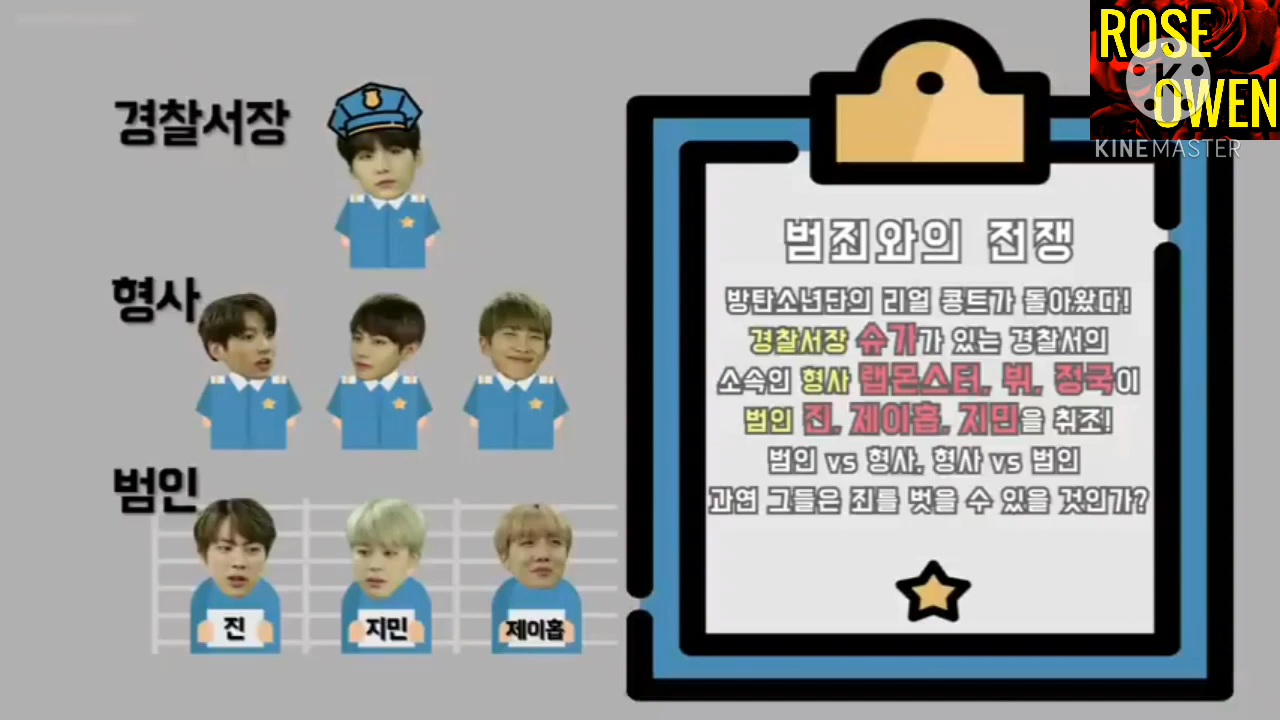 경찰서장
형사
범인
진
지민
제이홉
범죄와의 전쟁
방탄소년단의 리얼 콩트가 돌아왔다!
경찰서장 슈가가 있는 경찰서의
소속인 형사 랩몬스터, 뷔, 정국이
범인 진, 제이홉, 지민을 취조!
범인 vs 형사, 형사 vs 범인
과연 그들은 죄를 벗을 수 있을 것인가?
ROSE
OWEN
K
KINEMASTER